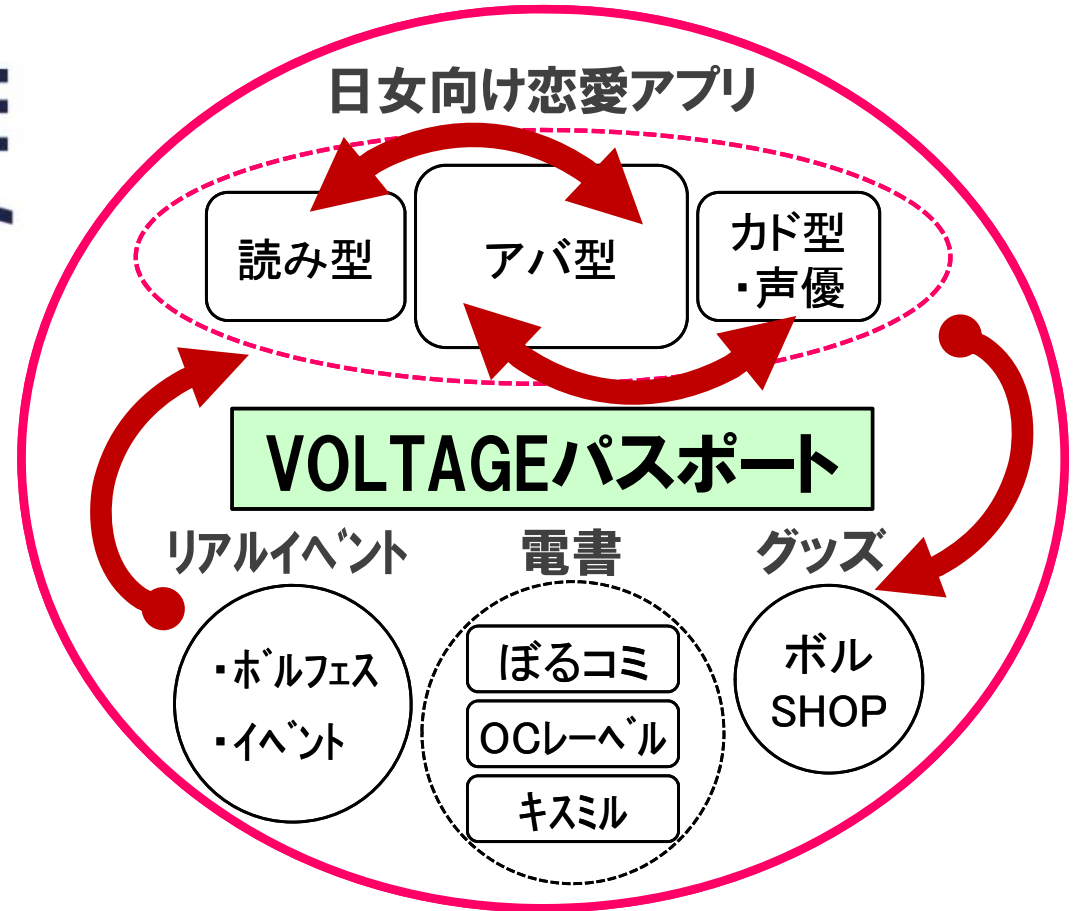 日女向け恋愛アプリ
読み型
アバ型
カド型
・声優
VOLTAGEパスポート
リアルイベント
電書
グッズ
・ボルフェス
・イベント
ぼるコミ
OCレーベル
キスミル
ボル
SHOP